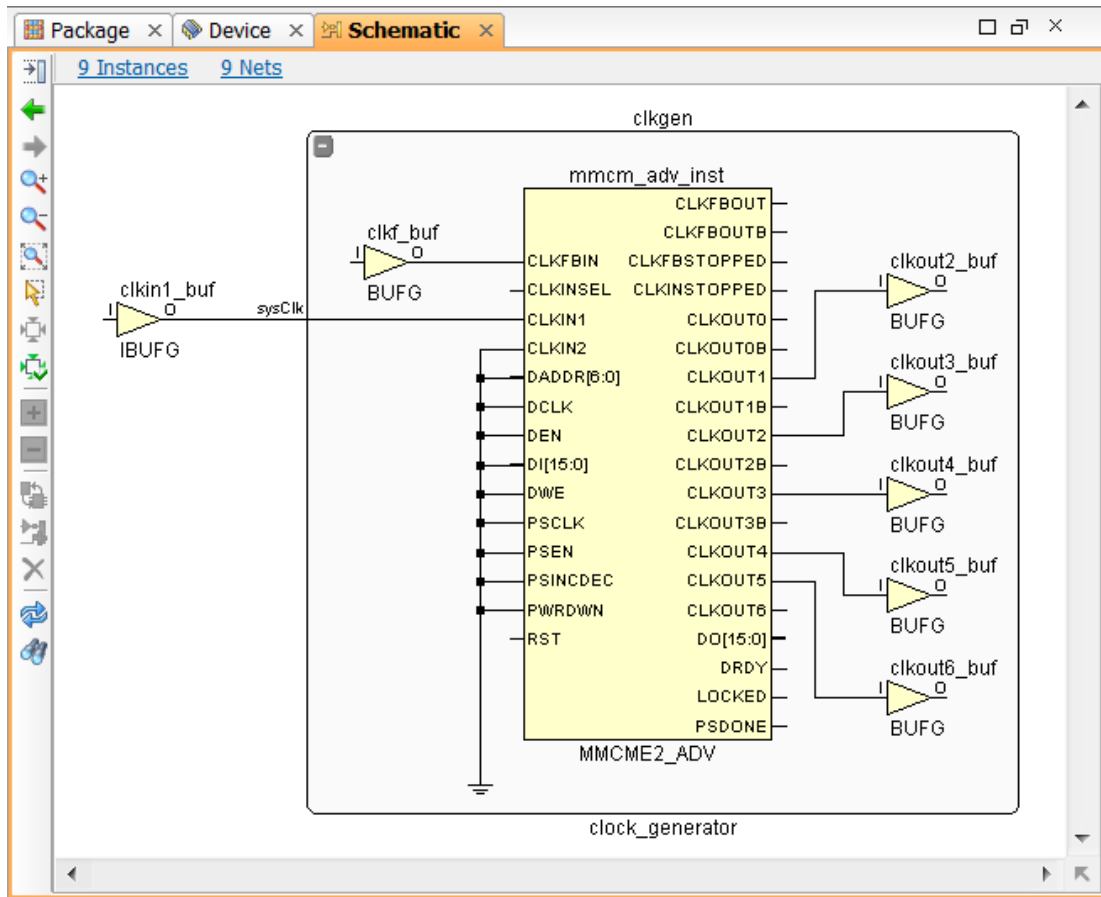 Package × Device × Schematic ×
9 Instances 9 Nets
clkgen
mmcm_adv_inst
CLKFBOUT
clkf_buf CLKFBOUTB
I O CLKFBIN CLKFBSTOPPED clkout2_buf
clkin1_buf BUFG CLKINSEL CLKINSTOPPED I O
I O sysClk CLKIN1 CLKOUT0 BUFG
IBUFG CLKIN2 CLKOUT0B clkout3_buf
DADDR[6:0] CLKOUT1 I O
DCLK CLKOUT1B BUFG
DEN CLKOUT2
DI[15:0] CLKOUT2B clkout4_buf
DWE CLKOUT3 I O
PSCLK CLKOUT3B BUFG
PSEN CLKOUT4 clkout5_buf
PSINCDEC CLKOUT5 I O
PWRDWN CLKOUT6 BUFG
RST DO[15:0]
DRDY clkout6_buf
LOCKED I O
PSDONE BUFG
MMCME2_ADV
clock_generator